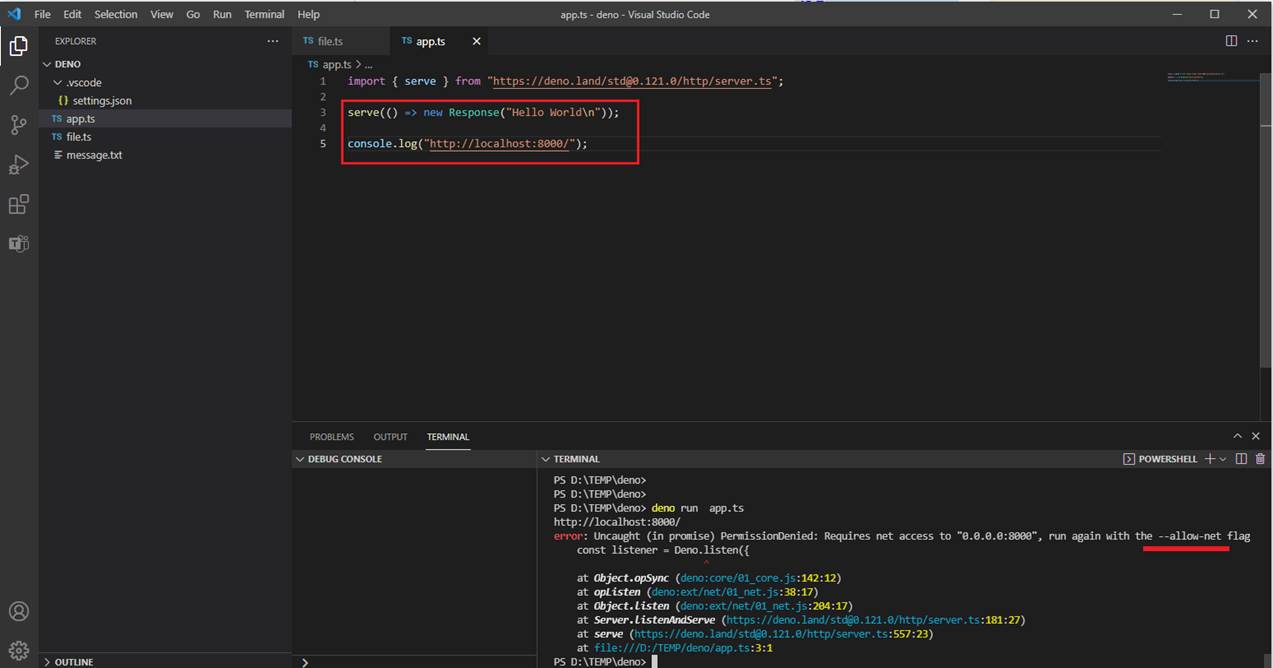 File Edit Selection View Go Run Terminal Help app.ts - deno - Visual Studio Code
EXPLORER
DENO
.vscode
{} settings.json
TS app.ts
TS file.ts
message.txt
OUTLINE
TS file.ts TS app.ts
TS app.ts > ...
1 import { serve } from "https://deno.land/std@0.121.0/http/server.ts";
2
3 serve(() => new Response("Hello World\n"));
4
5 console.log("http://localhost:8000/");
PROBLEMS OUTPUT TERMINAL
DEBUG CONSOLE
TERMINAL POWERSHELL
PS D:\TEMP\deno>
PS D:\TEMP\deno>
PS D:\TEMP\deno> deno run  app.ts
http://localhost:8000/
error: Uncaught (in promise) PermissionDenied: Requires net access to "0.0.0.0:8000", run again with the --allow-net flag
const listener = Deno.listen({
^
at Object.opSync (deno:core/01_core.js:142:12)
at opListen (deno:ext/net/01_net.js:38:17)
at Object.listen (deno:ext/net/01_net.js:204:17)
at Server.listenAndServe (https://deno.land/std@0.121.0/http/server.ts:181:27)
at serve (https://deno.land/std@0.121.0/http/server.ts:557:23)
at file:///D:/TEMP/deno/app.ts:3:1
PS D:\TEMP\deno>